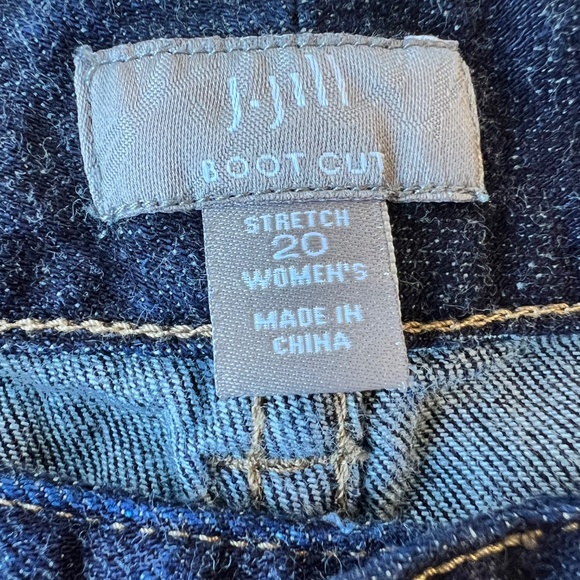 J.Jill
BOOT CUT
STRETCH
20
WOMEN'S
MADE IN
CHINA